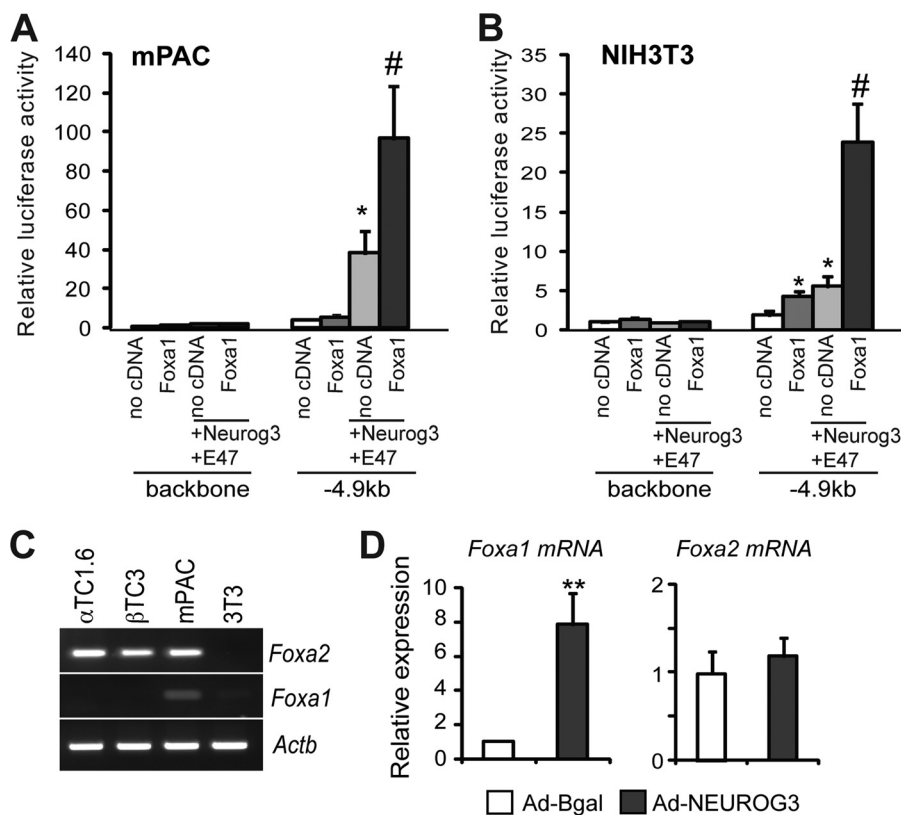 A
mPAC
Relative luciferase activity
140
120
100
80
60
40
20
0
*
#
no cDNA
Foxa1
no cDNA
Foxa1
no cDNA
Foxa1
no cDNA
Foxa1
+Neurog3
+E47
+Neurog3
+E47
backbone
-4.9kb
B
NIH3T3
Relative luciferase activity
35
30
25
20
15
10
5
0
*
*
#
no cDNA
Foxa1
no cDNA
Foxa1
no cDNA
Foxa1
no cDNA
Foxa1
+Neurog3
+E47
+Neurog3
+E47
backbone
-4.9kb
C
αTC1.6
βTC3
mPAC
3T3
Foxa2
Foxa1
Actb
D
Foxa1 mRNA
Relative expression
10
8
6
4
2
0
**
Foxa2 mRNA
2
1
0
Ad-Bgal
Ad-NEUROG3